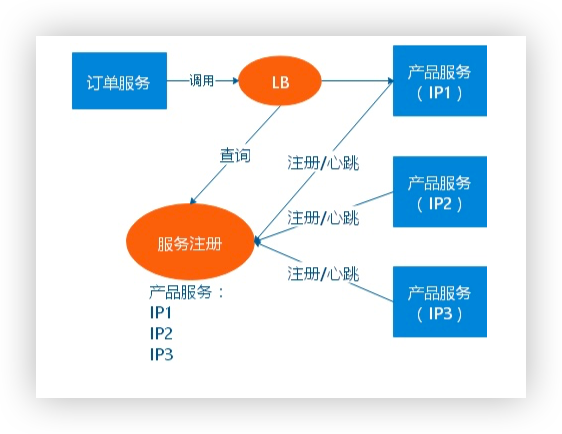 订单服务
调用
LB
产品服务
（ IP1 ）
查询
注册/心跳
产品服务
（ IP2 ）
注册/心跳
服务注册
注册/心跳
产品服务
（ IP3 ）
产品服务：
IP1
IP2
IP3